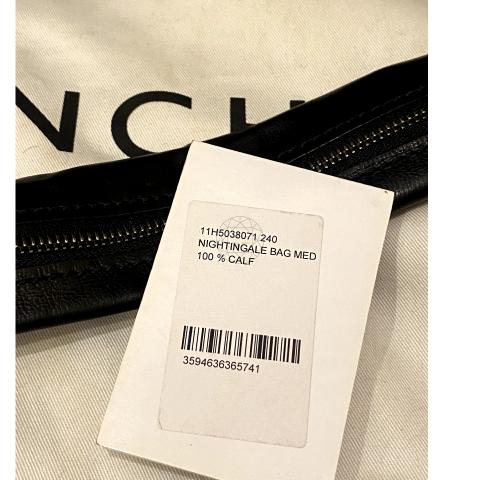 NCH
11H5038071 240
NIGHTINGALE BAG MED
100 % CALF
3594636365741